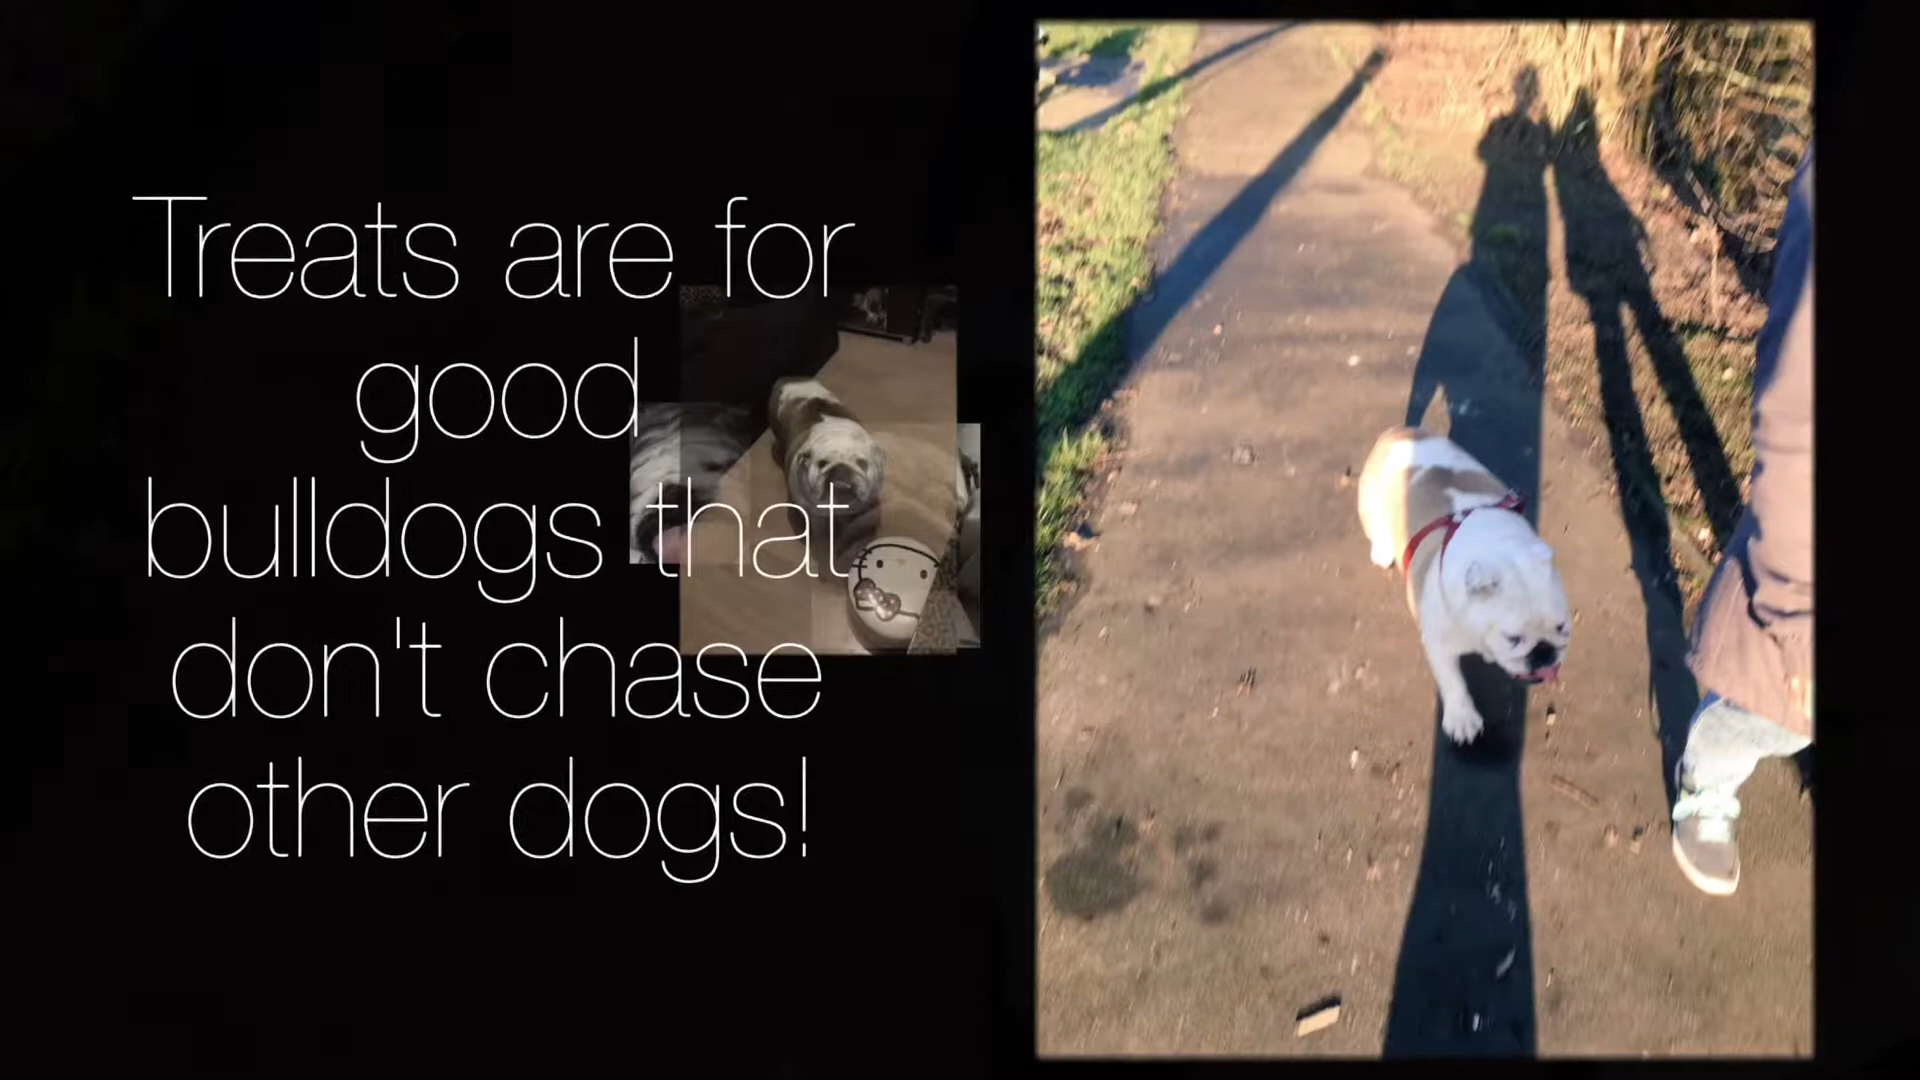 Treats are for
good
bulldogs that
don't chase
other dogs!